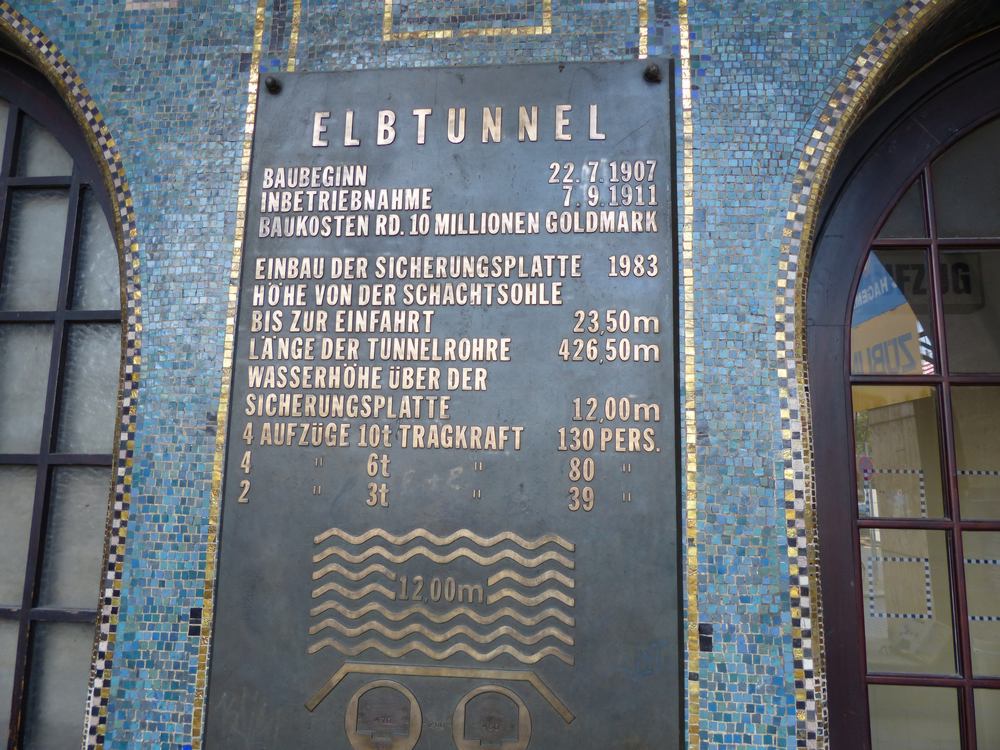 ELBTUNNEL
BAUBEGINN 22.7.1907
INBETRIEBNAHME 7.9.1911
BAUKOSTEN RD. 10 MILLIONEN GOLDMARK
EINBAU DER SICHERUNGSPLATTE 1983
HÖHE VON DER SCHACHTSOHLE
BIS ZUR EINFAHRT 23,50m
LÄNGE DER TUNNELROHRE 426,50m
WASSERHÖHE ÜBER DER
SICHERUNGSPLATTE 12,00m
4 AUFZÜGE 10t TRAGKRAFT 130 PERS.
4 " 6t " 80 "
2 " 3t " 39 "
12,00m